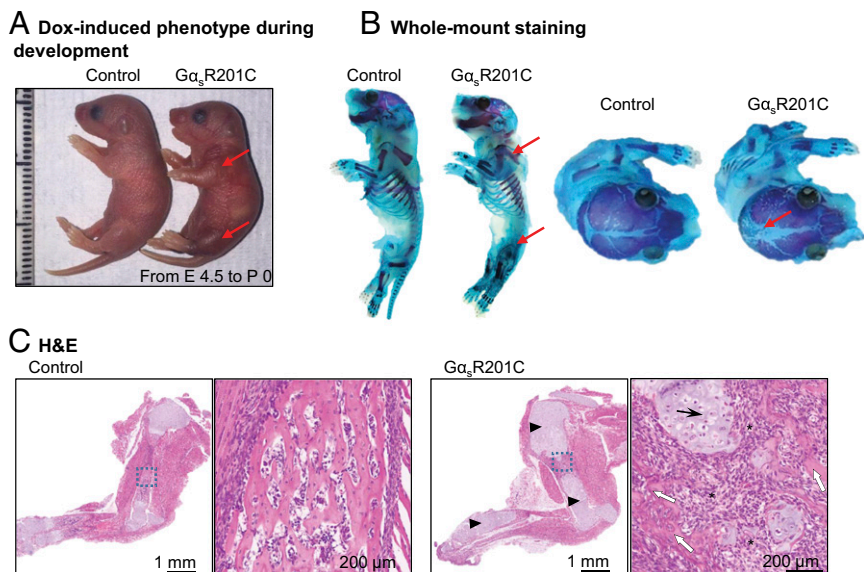 A Dox-induced phenotype during
development
Control
GαₛR201C
From E 4.5 to P 0
B Whole-mount staining
Control
GαₛR201C
Control
GαₛR201C
C H&E
Control
1 mm
200 μm
GαₛR201C
*
*
*
1 mm
200 μm